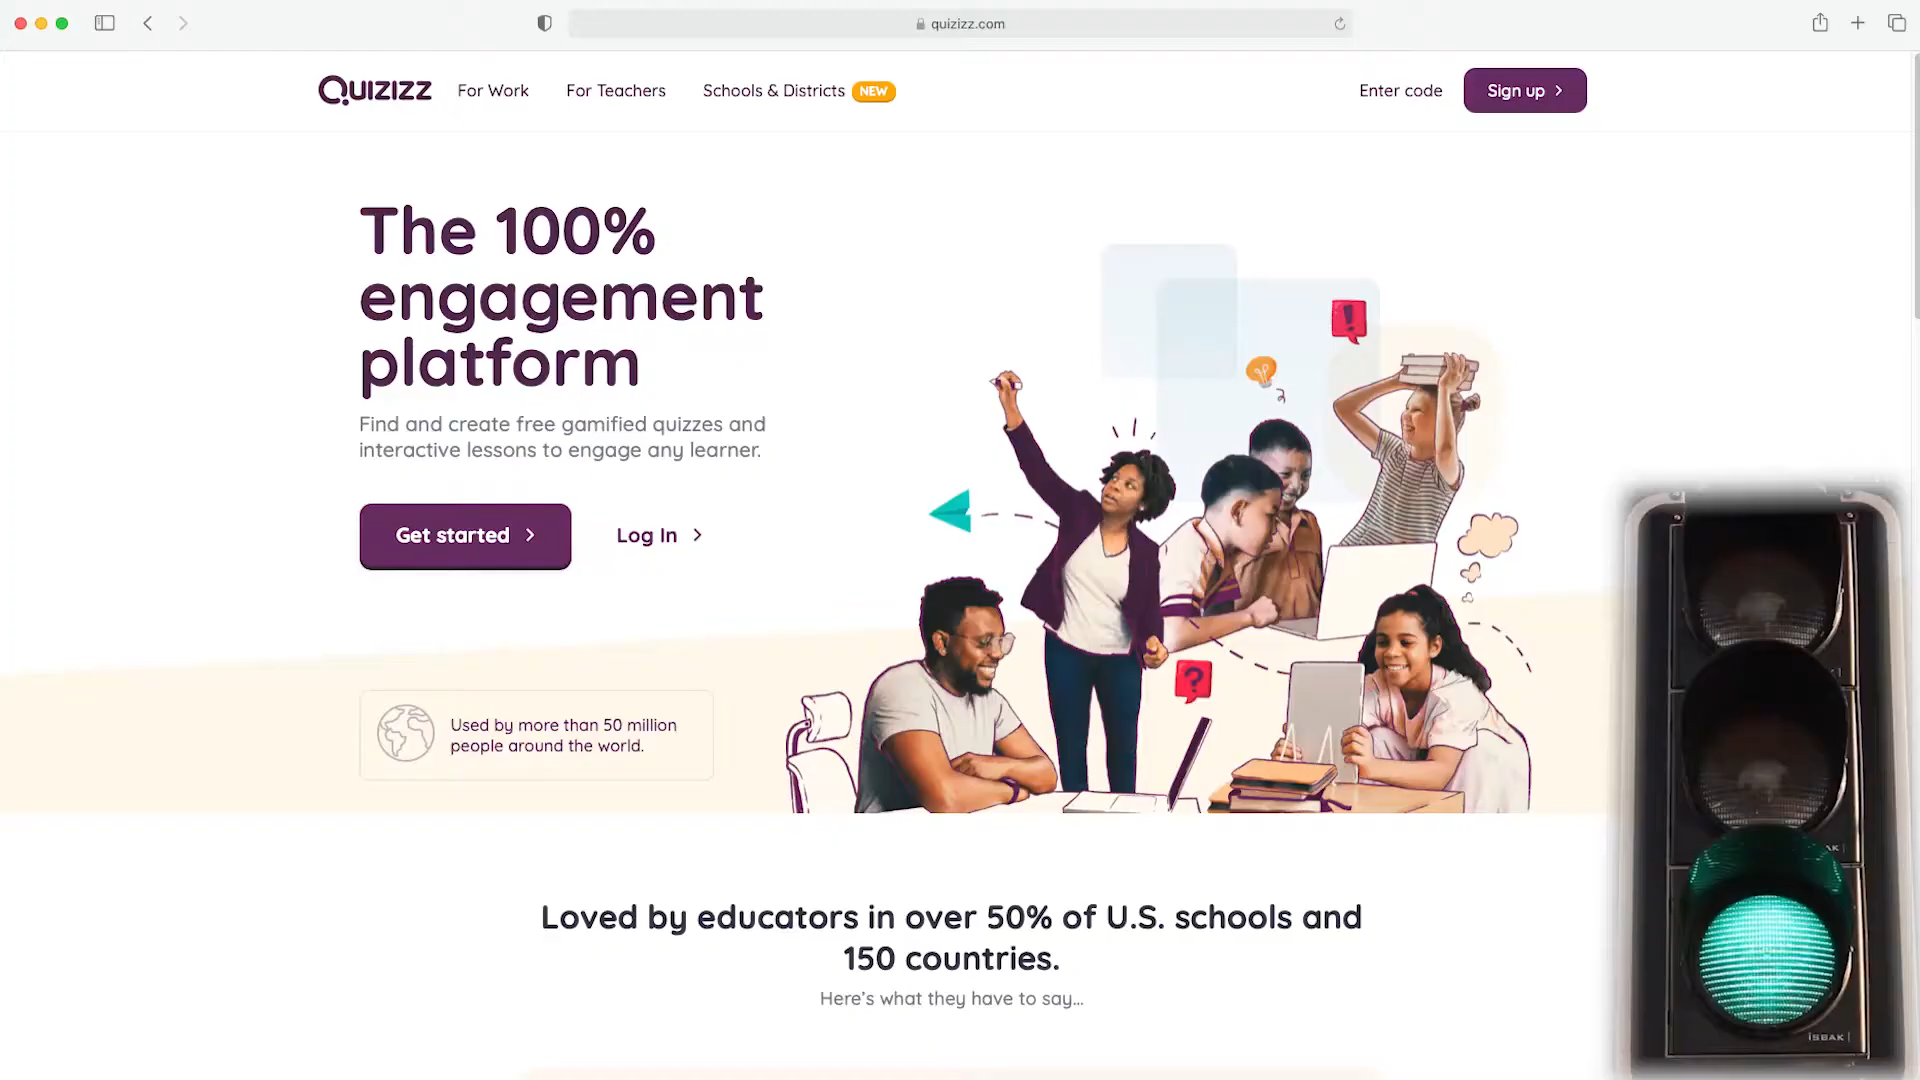 quizizz.com
QUIZIZZ
For Work
For Teachers
Schools & Districts NEW
Enter code
Sign up
The 100%
engagement
platform
Find and create free gamified quizzes and
interactive lessons to engage any learner.
Get started
Log In
!
?
Used by more than 50 million
people around the world.
Loved by educators in over 50% of U.S. schools and
150 countries.
Here's what they have to say...
AK
iSBAK